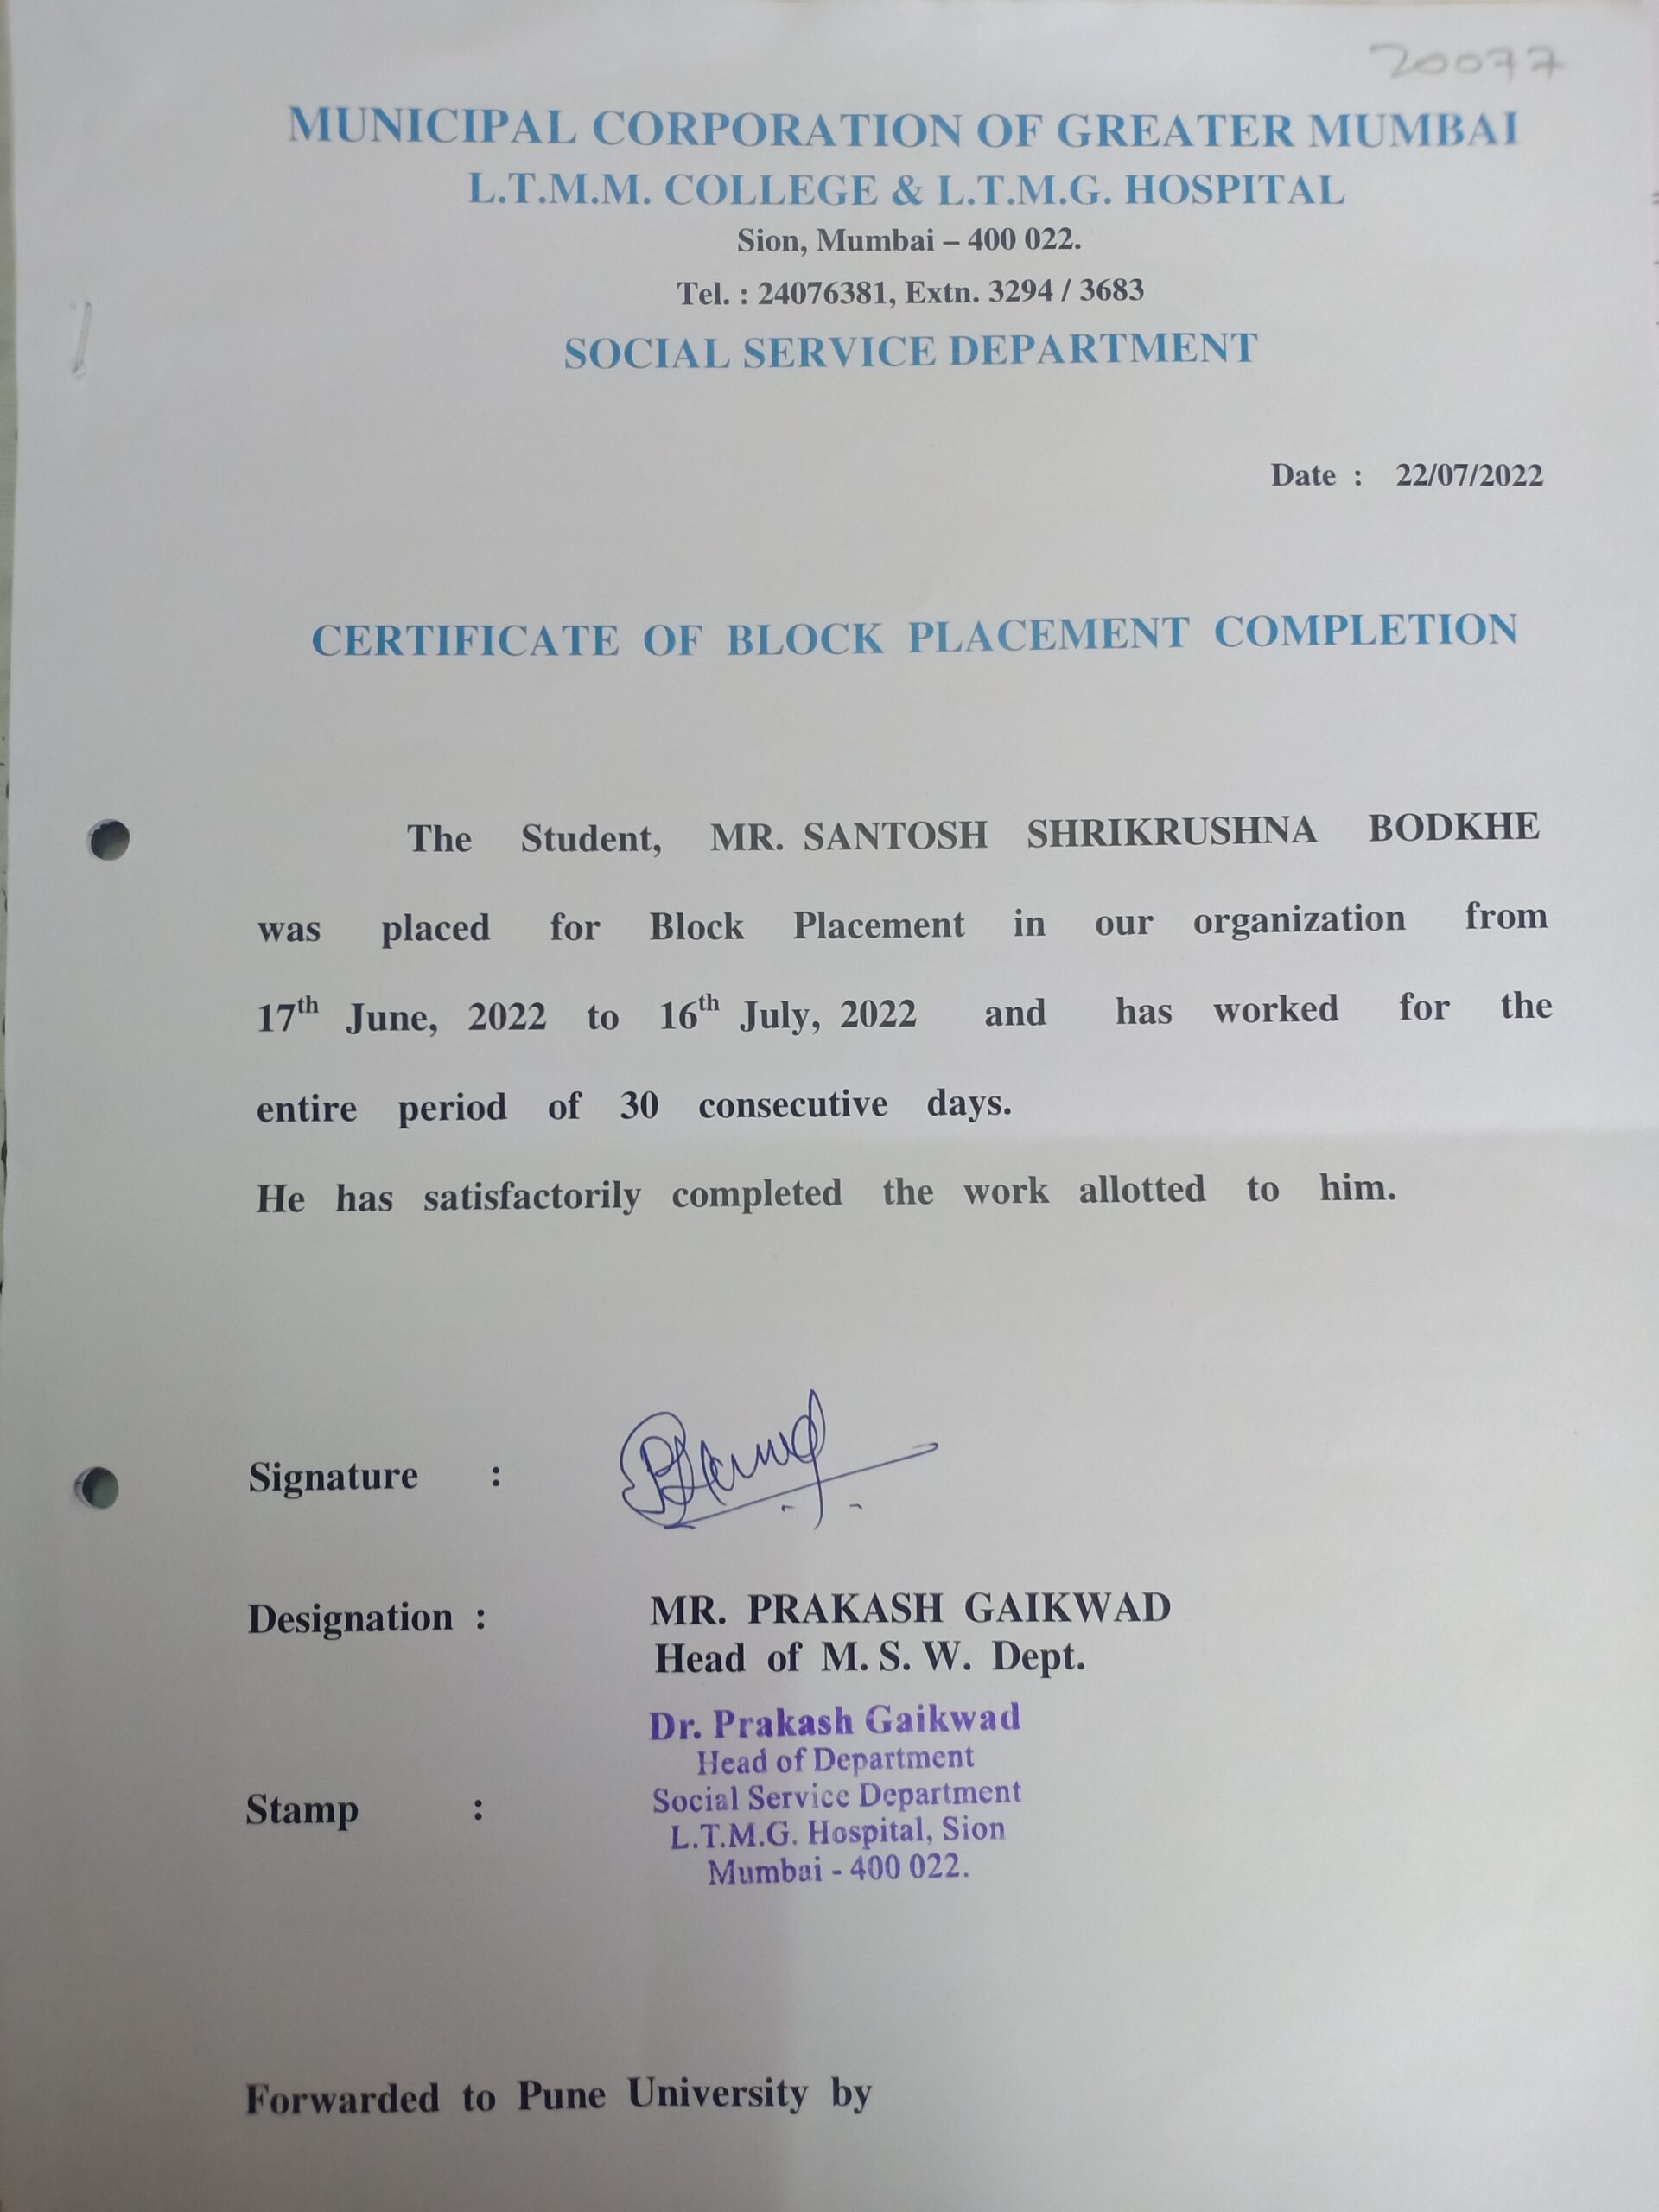 20077
MUNICIPAL CORPORATION OF GREATER MUMBAI
L.T.M.M. COLLEGE & L.T.M.G. HOSPITAL
Sion, Mumbai – 400 022.
Tel. : 24076381, Extn. 3294 / 3683
SOCIAL SERVICE DEPARTMENT
Date : 22/07/2022
CERTIFICATE OF BLOCK PLACEMENT COMPLETION
The Student, MR. SANTOSH SHRIKRUSHNA BODKHE
was placed for Block Placement in our organization from
17th June, 2022 to 16th July, 2022 and has worked for the
entire period of 30 consecutive days.
He has satisfactorily completed the work allotted to him.
Signature :
Designation : MR. PRAKASH GAIKWAD
Head of M. S. W. Dept.
Dr. Prakash Gaikwad
Head of Department
Social Service Department
Stamp :
L.T.M.G. Hospital, Sion
Mumbai - 400 022.
Forwarded to Pune University by